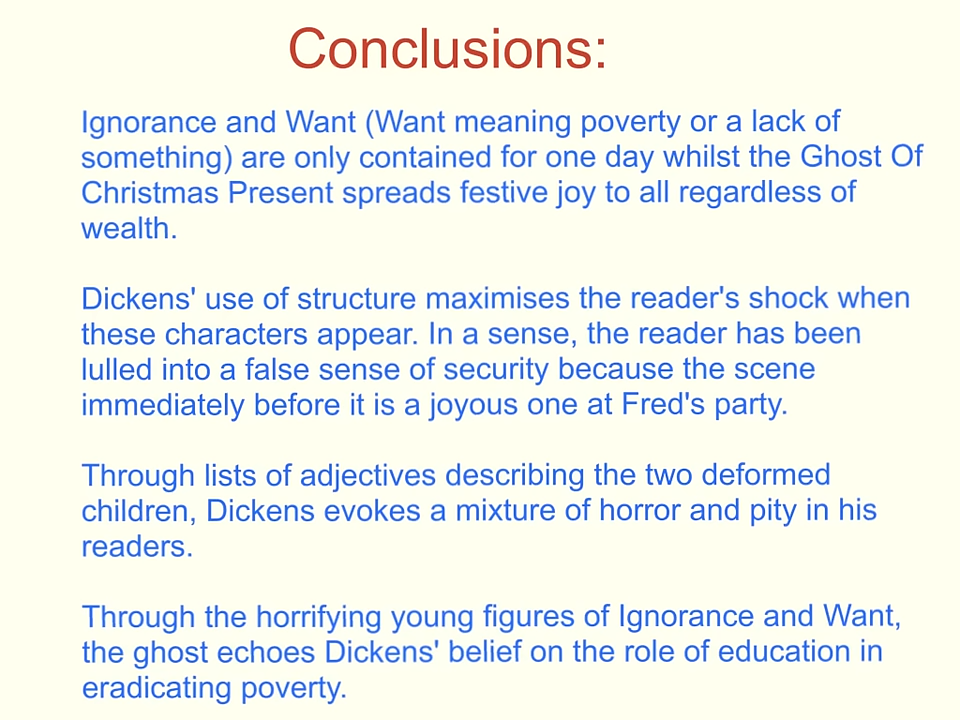 Conclusions:
Ignorance and Want (Want meaning poverty or a lack of
something) are only contained for one day whilst the Ghost Of
Christmas Present spreads festive joy to all regardless of
wealth.
Dickens' use of structure maximises the reader's shock when
these characters appear. In a sense, the reader has been
lulled into a false sense of security because the scene
immediately before it is a joyous one at Fred's party.
Through lists of adjectives describing the two deformed
children, Dickens evokes a mixture of horror and pity in his
readers.
Through the horrifying young figures of Ignorance and Want,
the ghost echoes Dickens' belief on the role of education in
eradicating poverty.